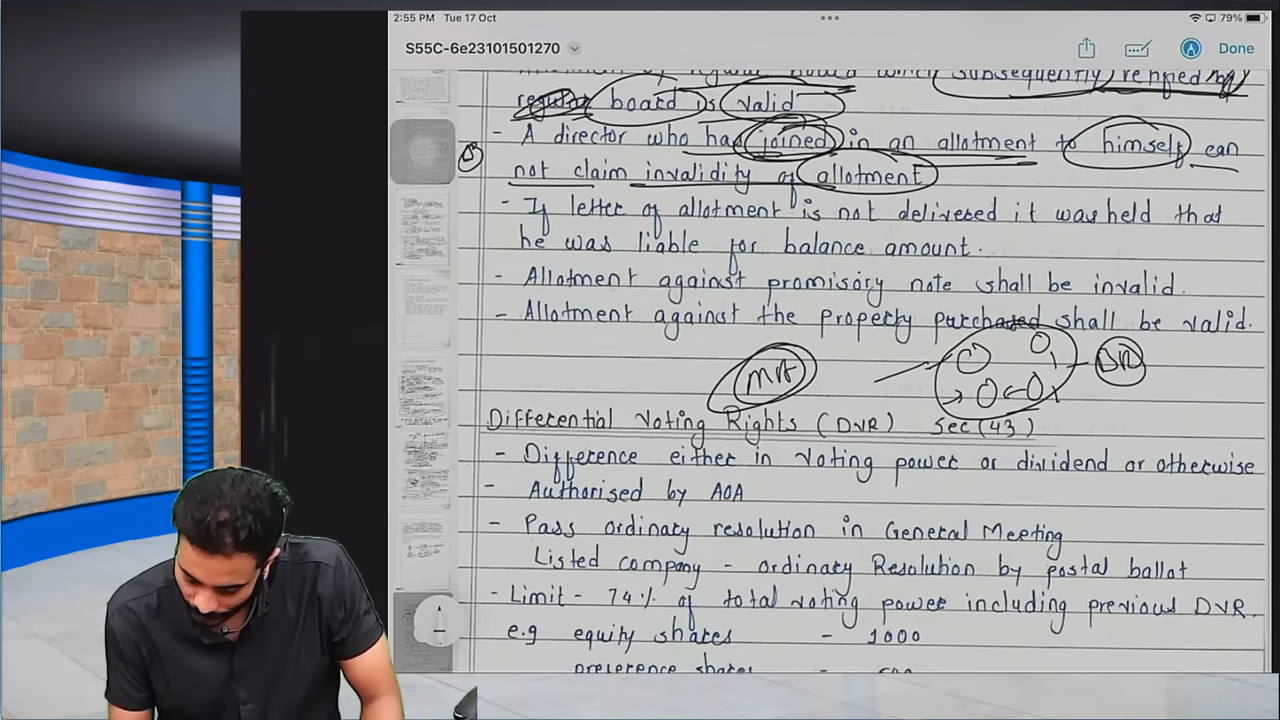 2:55 PM Tue 17 Oct
79%
S55C-6e23101501270
Done
subsequently
board is valid
- A director who has joined in an allotment to himself can
not claim invalidity of allotment
- If letter of allotment is not delivered it was held that
he was liable for balance amount.
- Allotment against promisory note shall be invalid.
- Allotment against the property purchased shall be valid.
Differential Voting Rights (DVR) Sec (43)
- Difference either in voting power or dividend or otherwise
- Authorised by AOA
- Pass ordinary resolution in General Meeting
Listed company - ordinary Resolution by postal ballot
- Limit - 74% of total voting power including previous DVR.
e.g equity shares - 1000
preference shares